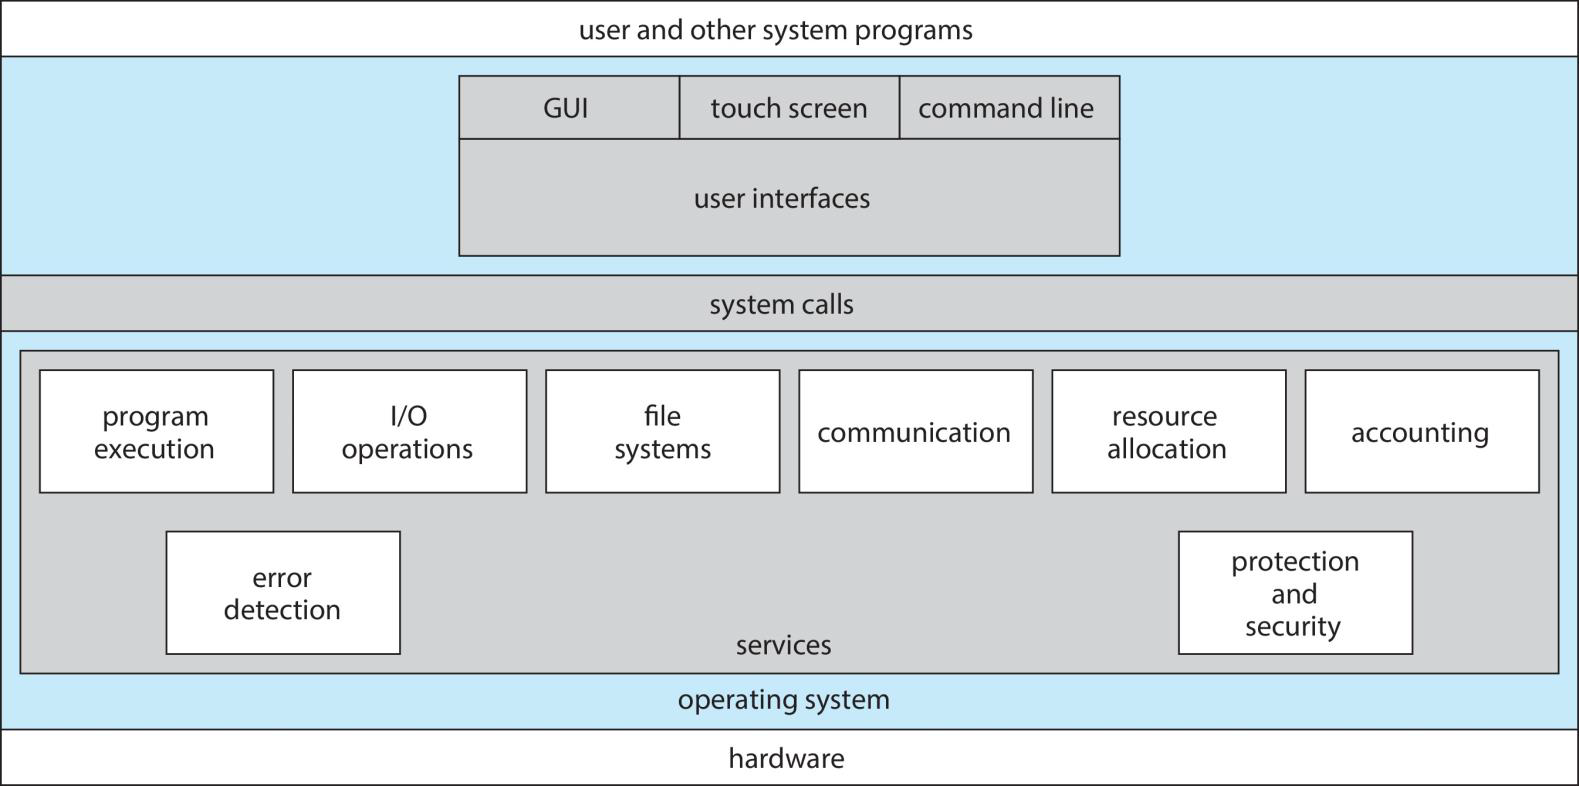 user and other system programs
GUI
touch screen
command line
user interfaces
system calls
program
execution
I/O
operations
file
systems
communication
resource
allocation
accounting
error
detection
protection
and
security
services
operating system
hardware